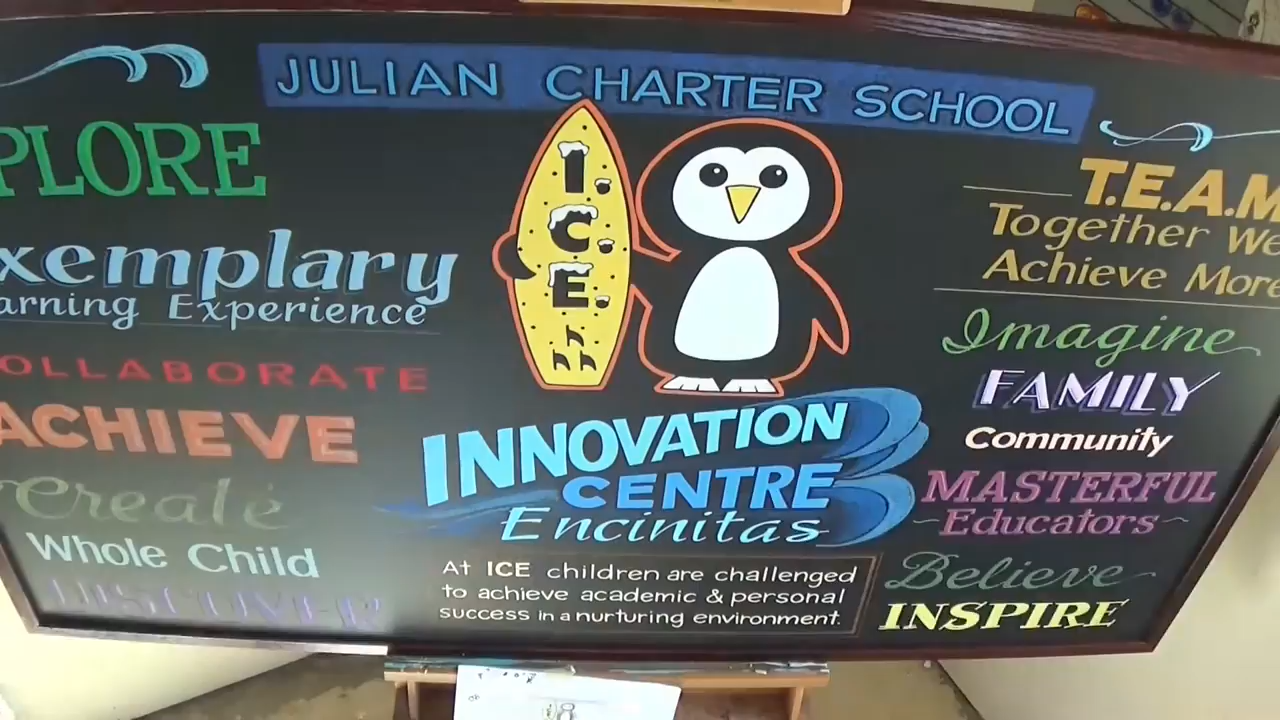 JULIAN CHARTER SCHOOL
PLORE
xemplary
arning Experience
OLLABORATE
ACHIEVE
Create
Whole Child
DISCOVER
I.
C.
E.
INNOVATION
CENTRE
Encinitas
At ICE children are challenged
to achieve academic & personal
success in a nurturing environment.
T.E.A.M
Together We
Achieve More
Imagine
FAMILY
Community
MASTERFUL
~Educators~
Believe
INSPIRE